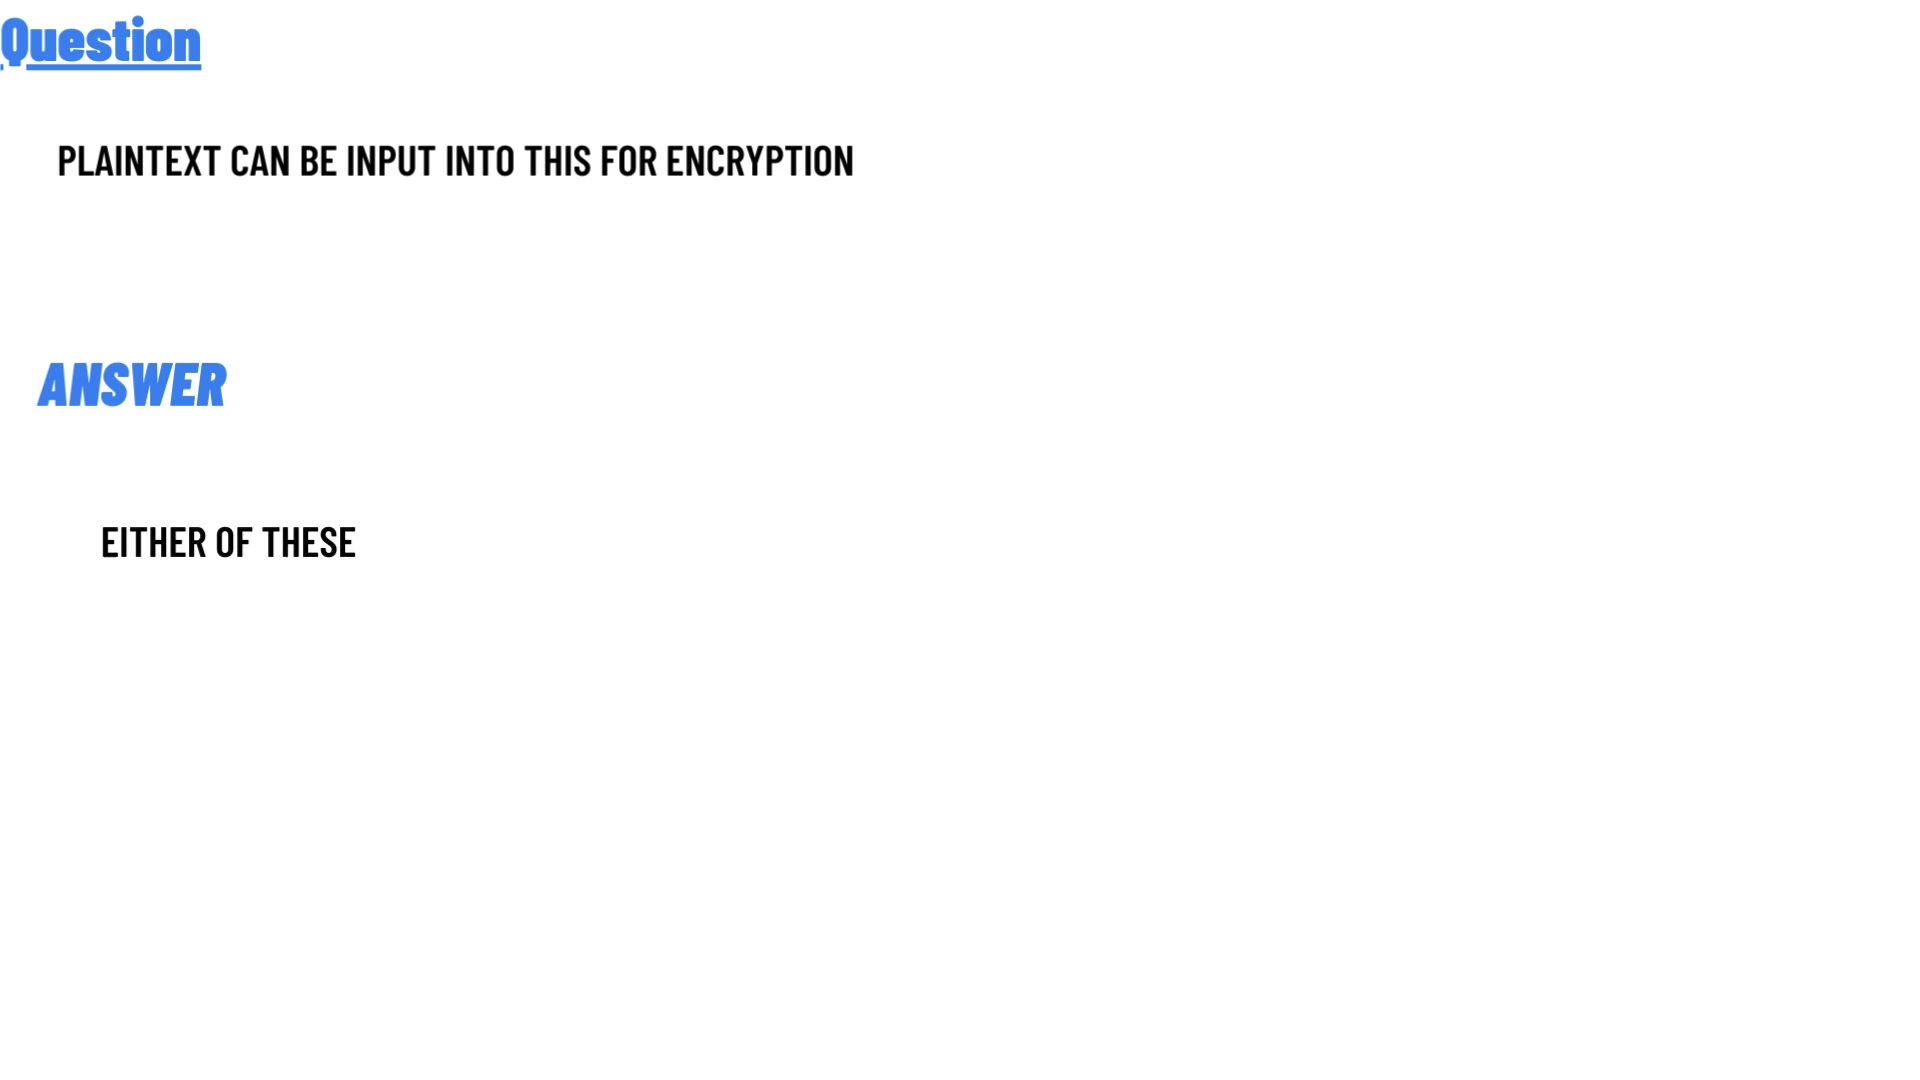 Question
PLAINTEXT CAN BE INPUT INTO THIS FOR ENCRYPTION
ANSWER
EITHER OF THESE